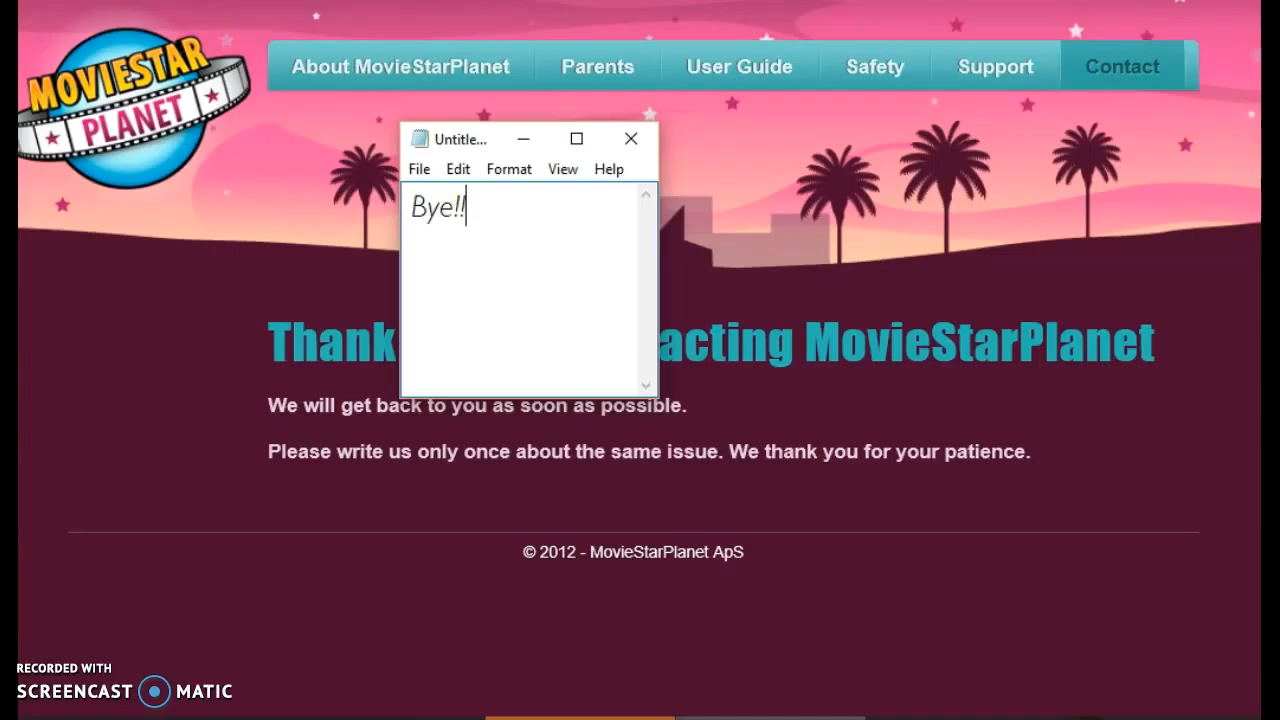 MOVIESTAR
PLANET
About MovieStarPlanet Parents User Guide Safety Support Contact
Untitle...
File Edit Format View Help
Bye!!
Thank acting MovieStarPlanet
We will get back to you as soon as possible.
Please write us only once about the same issue. We thank you for your patience.
© 2012 - MovieStarPlanet ApS
RECORDED WITH
SCREENCAST MATIC